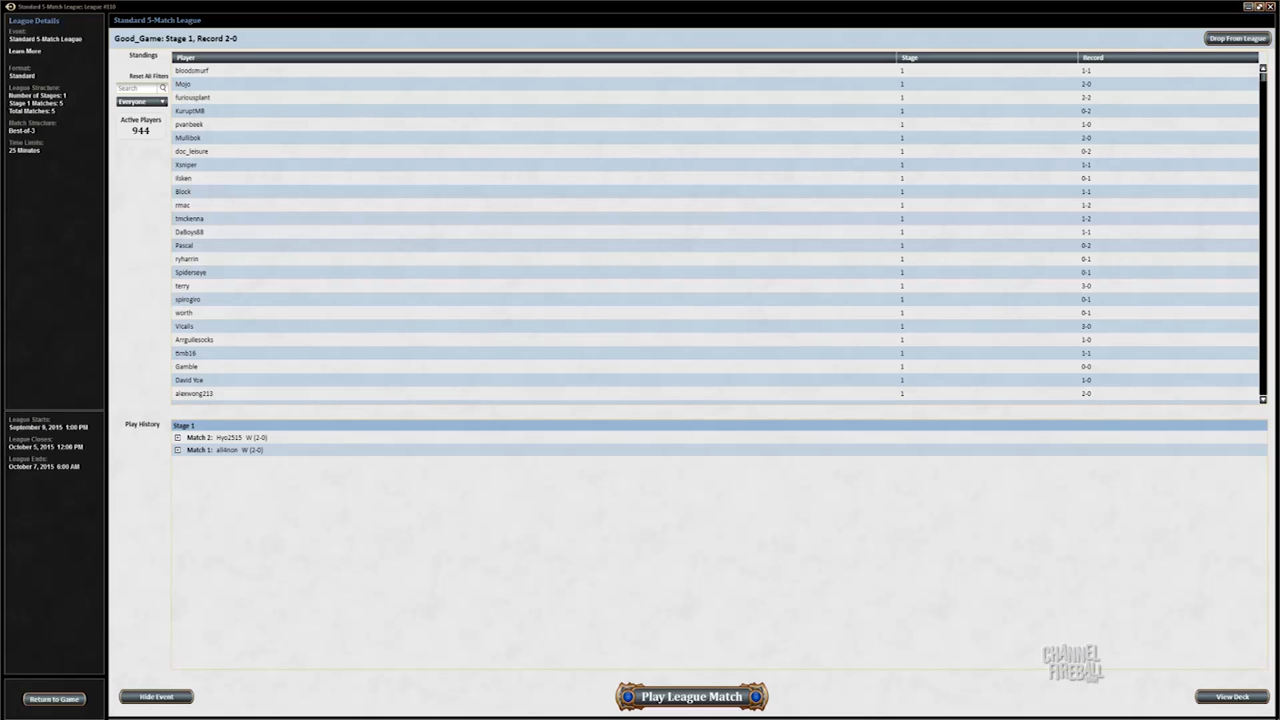 Standard 5-Match League: League #110
League Details
Event:
Standard 5-Match League
Learn More
Format:
Standard
League Structure:
Number of Stages: 1
Stage 1 Matches: 5
Total Matches: 5
Match Structure:
Best-of-3
Time Limits:
25 Minutes
League Starts:
September 9, 2015 1:00 PM
League Closes:
October 5, 2015 12:00 PM
League Ends:
October 7, 2015 6:00 AM
Return to Game
Standard 5-Match League
Good_Game: Stage 1, Record 2-0
Drop From League
Standings
Reset All Filters
Search
Everyone
Active Players
944
Player Stage Record
bloodsmurf 1 1-1
Mojo 1 2-0
furiousplant 1 2-2
KuruptMB 1 0-2
pvanbeek 1 1-0
Mullibok 1 2-0
doc_leisure 1 0-2
Xsniper 1 1-1
ilsken 1 0-1
Block 1 1-1
rmac 1 1-2
tmckenna 1 1-2
DaBoys88 1 1-1
Pascal 1 0-2
ryharrin 1 0-1
Spiderseye 1 0-1
terry 1 3-0
spirogiro 1 0-1
worth 1 0-1
Vicalis 1 3-0
Arrguilesocks 1 1-0
timb16 1 1-1
Gamble 1 0-0
David Yoe 1 1-0
alexwong213 1 2-0
Play History
Stage 1
Match 2: Hyo2515 W (2-0)
Match 1: all4non W (2-0)
CHANNEL
FIREBALL
Hide Event
Play League Match
View Deck